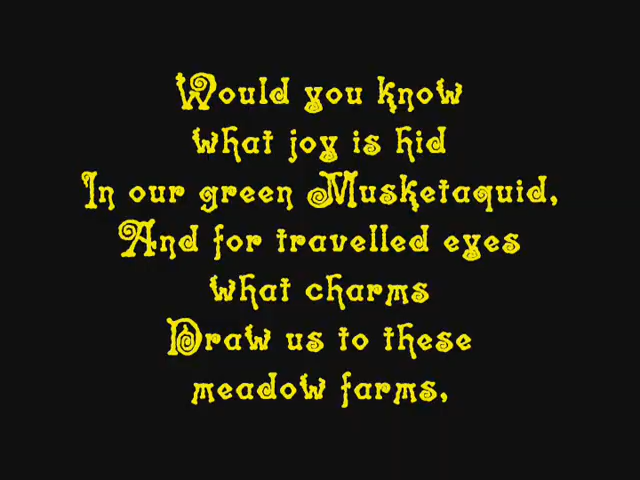 Would you know
what joy is hid
In our green Musketaquid,
And for travelled eyes
what charms
Draw us to these
meadow farms,